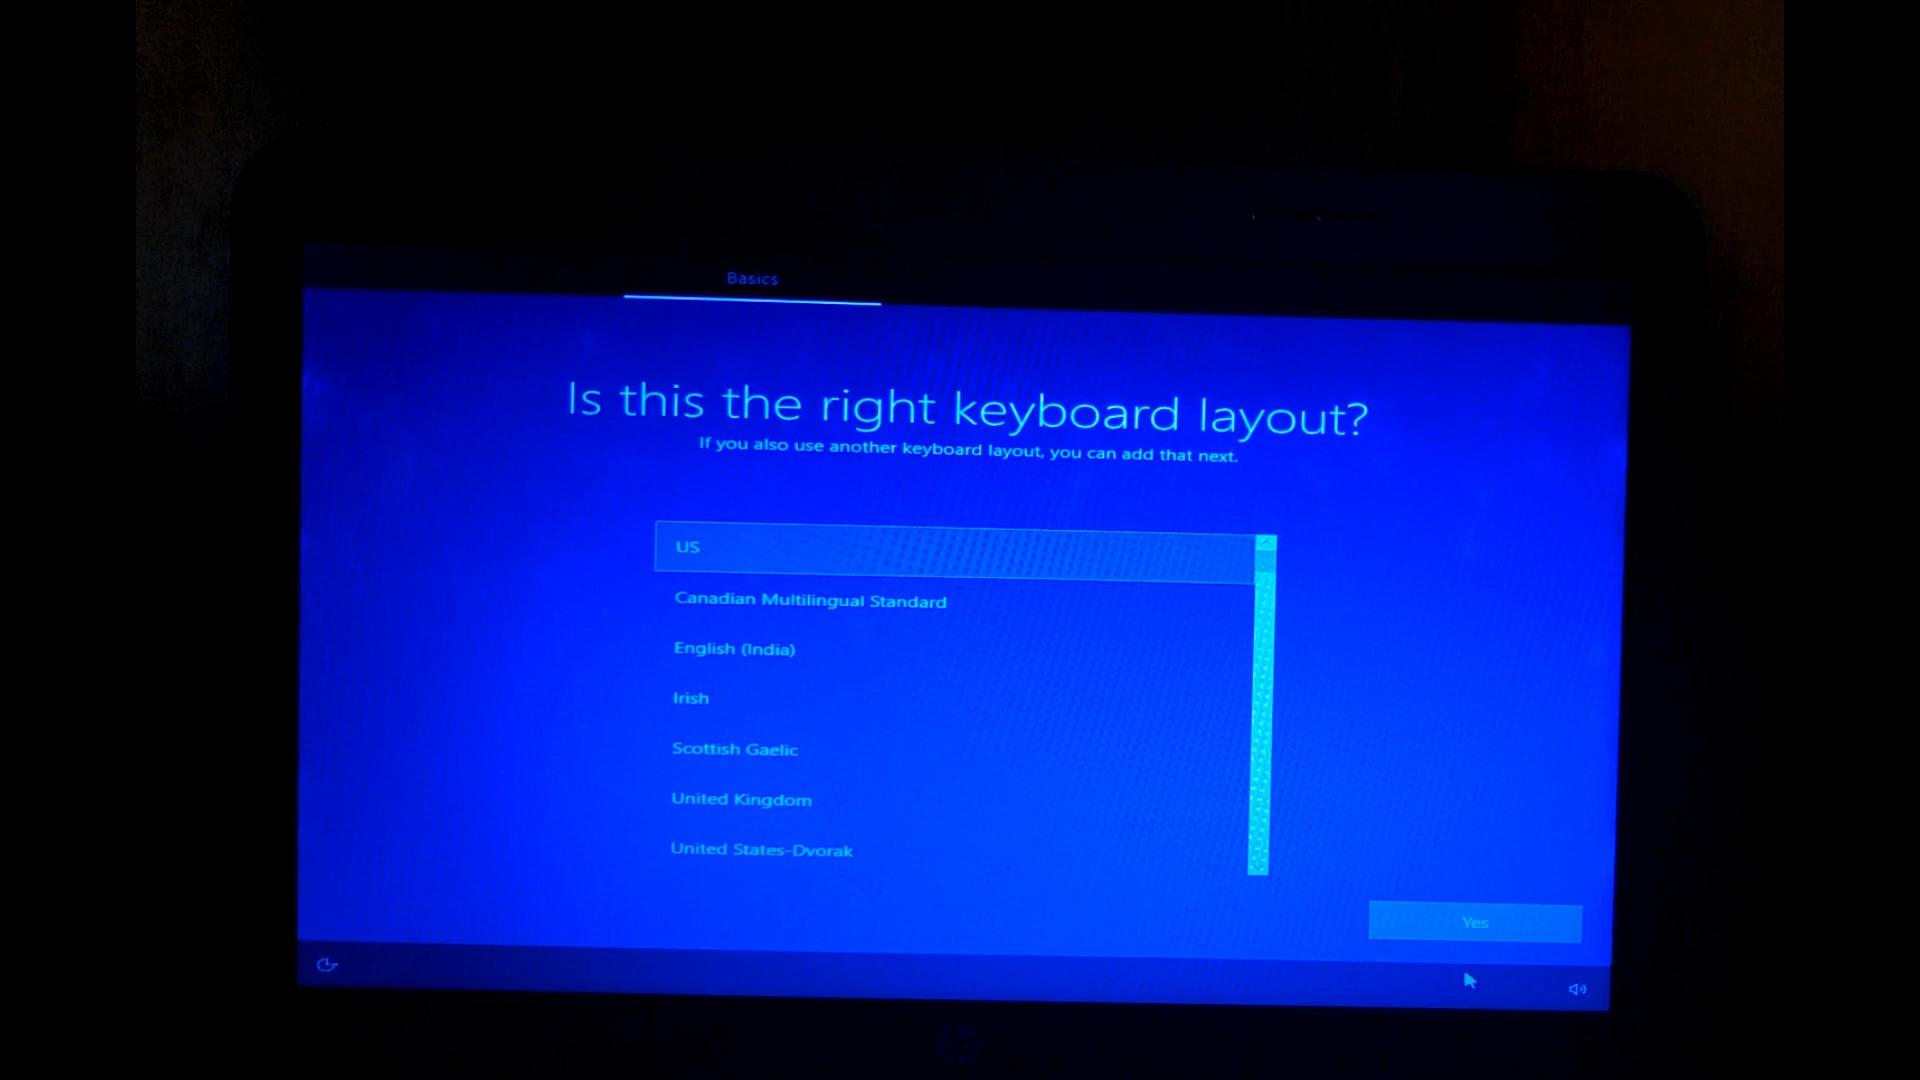 Basics
Is this the right keyboard layout?
If you also use another keyboard layout, you can add that next.
US
Canadian Multilingual Standard
English (India)
Irish
Scottish Gaelic
United Kingdom
United States-Dvorak
Yes
hp